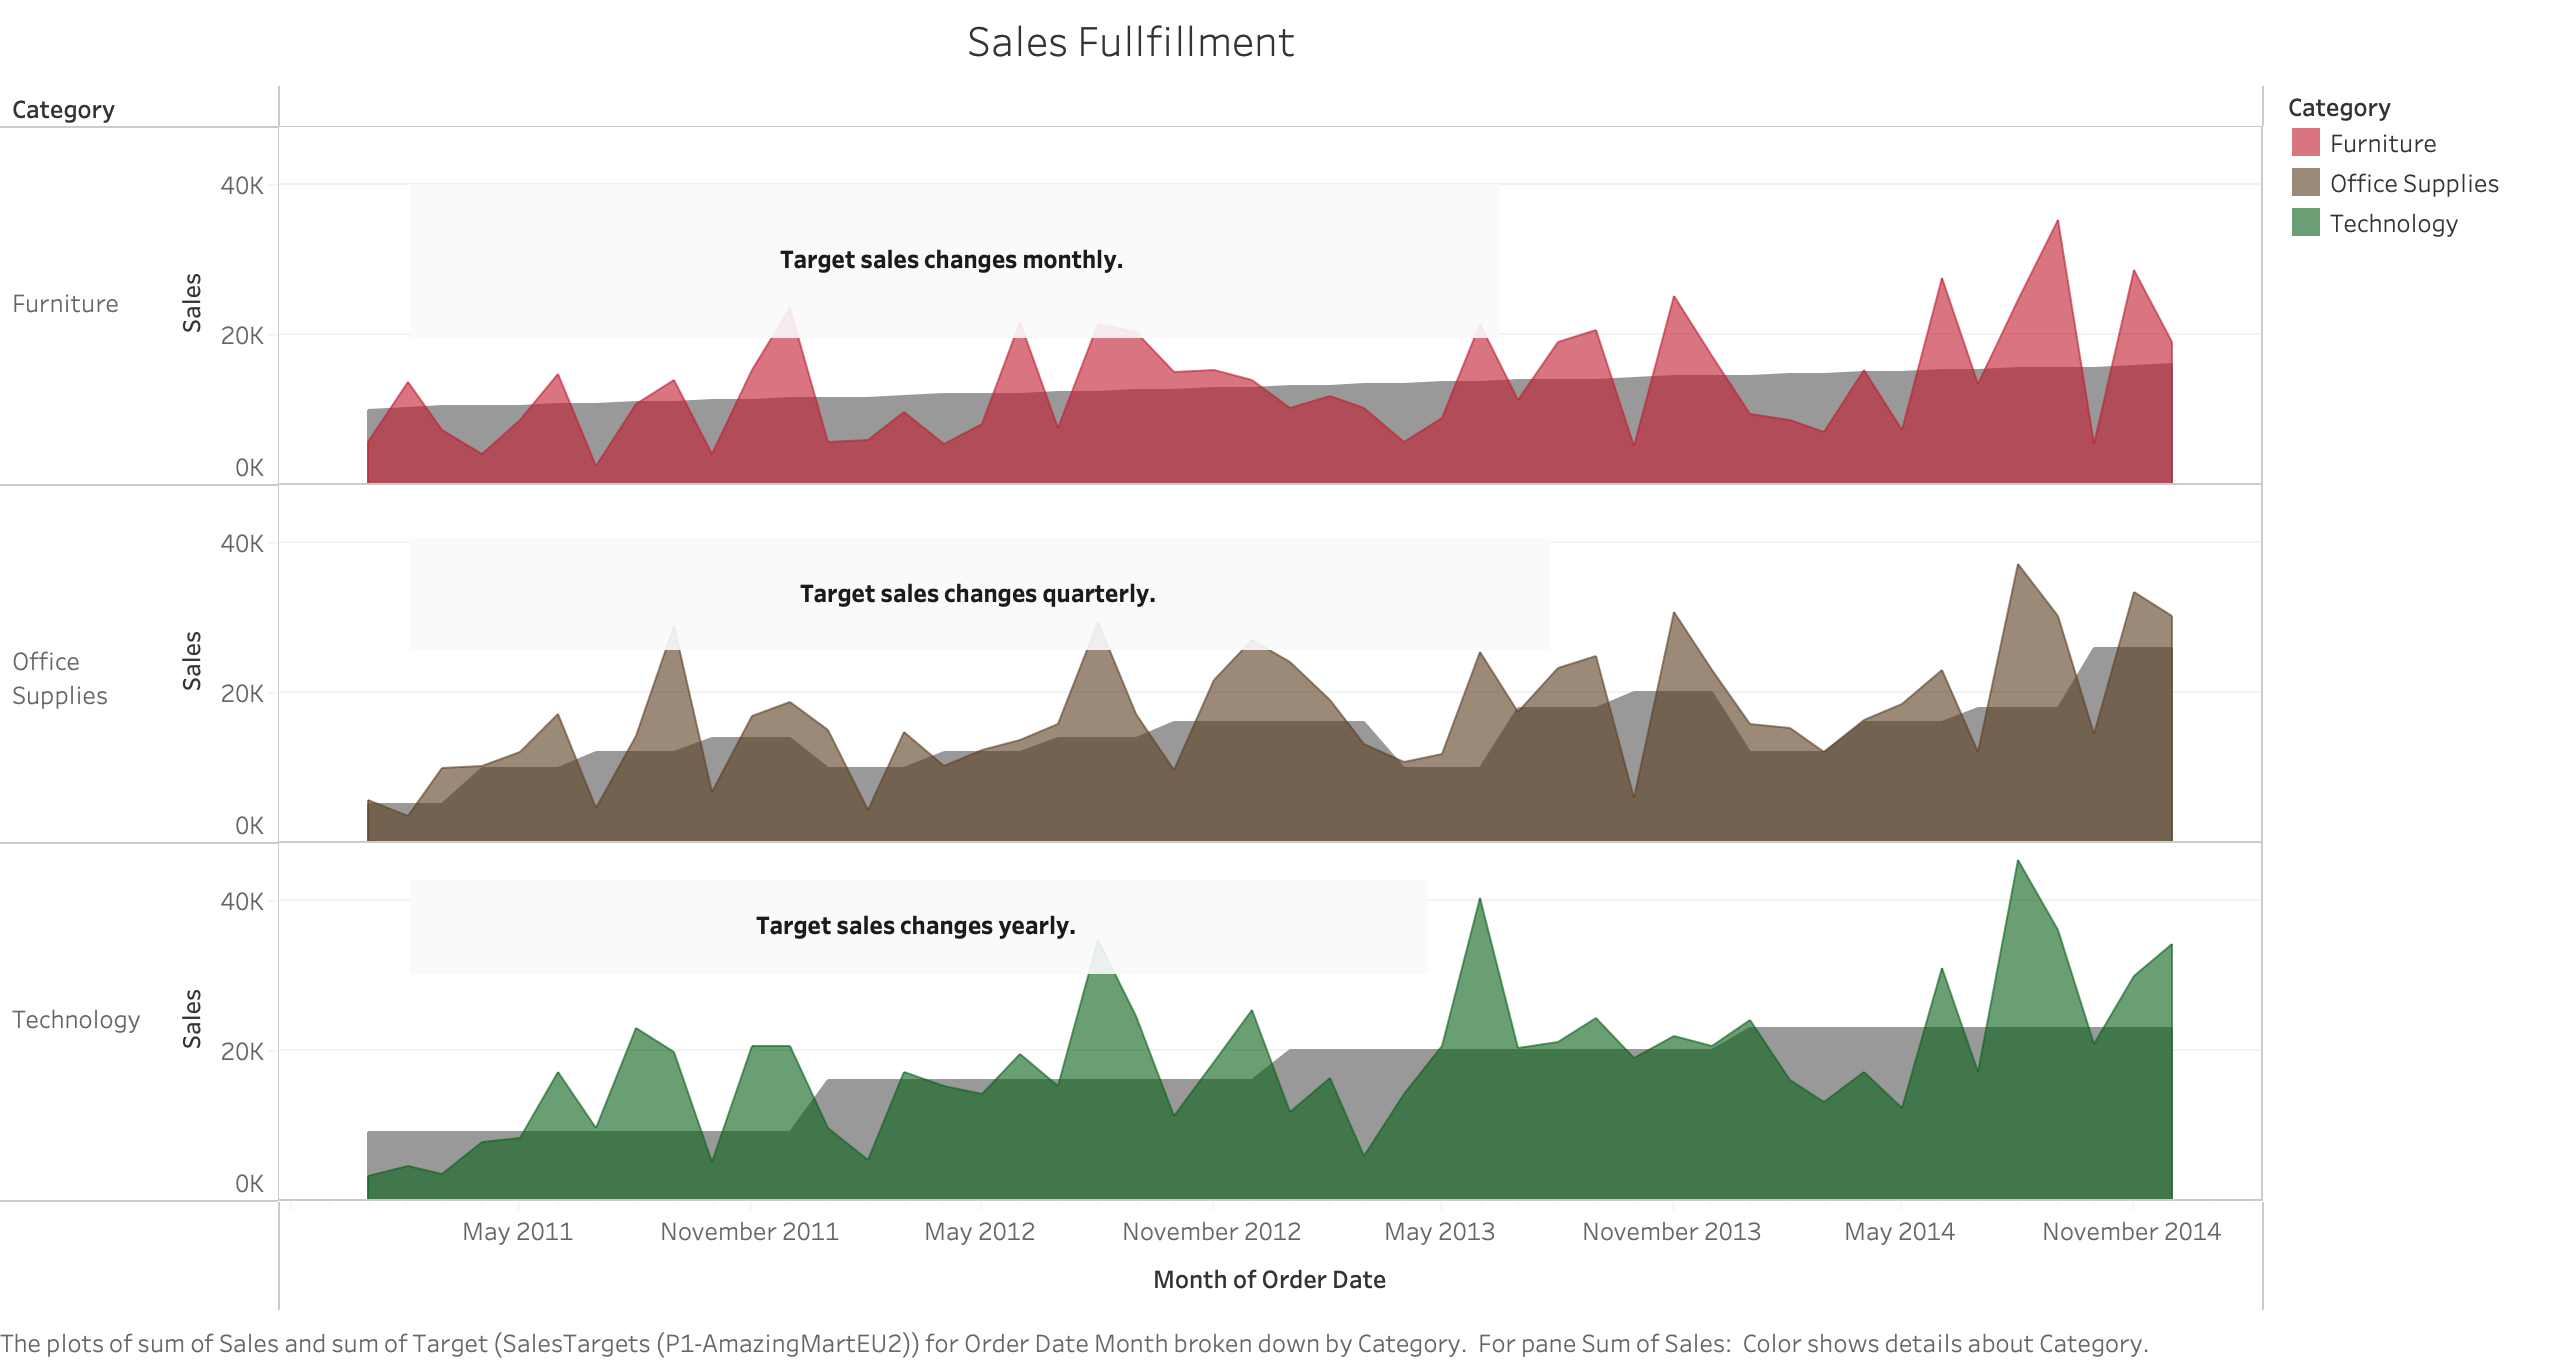 Sales Fullfillment
Category
Furniture
Sales
40K
20K
0K
Target sales changes monthly.
Office
Supplies
Sales
40K
20K
0K
Target sales changes quarterly.
Technology
Sales
40K
20K
0K
Target sales changes yearly.
May 2011 November 2011 May 2012 November 2012 May 2013 November 2013 May 2014 November 2014
Month of Order Date
Category
Furniture
Office Supplies
Technology
The plots of sum of Sales and sum of Target (SalesTargets (P1-AmazingMartEU2)) for Order Date Month broken down by Category. For pane Sum of Sales: Color shows details about Category.